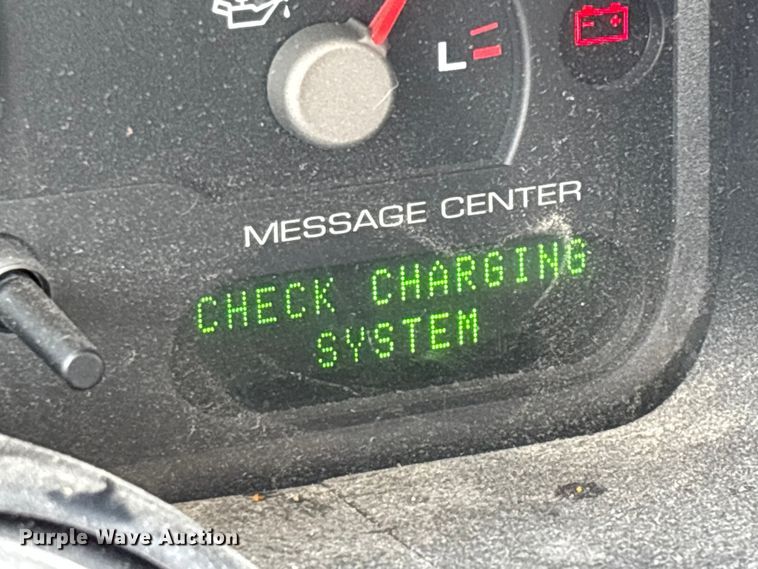 L
MESSAGE CENTER
CHECK CHARGING
SYSTEM
Purple Wave Auction